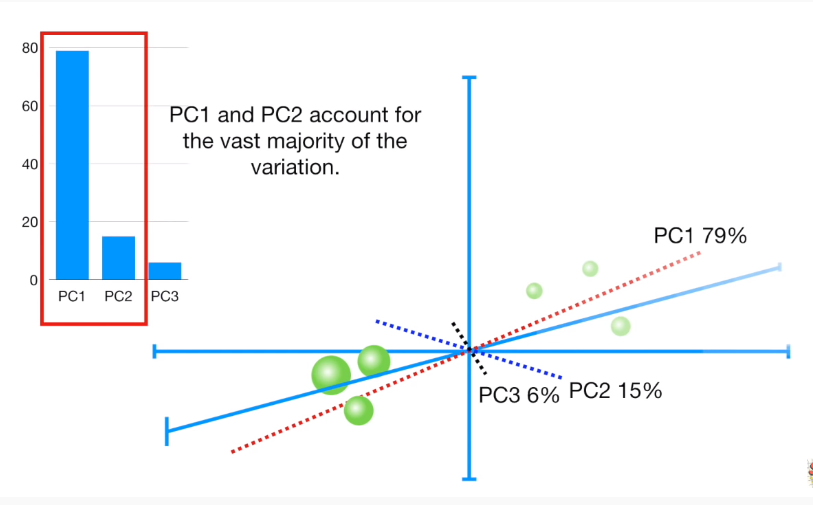 80
60
40
20
0
PC1 PC2 PC3
PC1 and PC2 account for
the vast majority of the
variation.
PC1 79%
PC3 6% PC2 15%